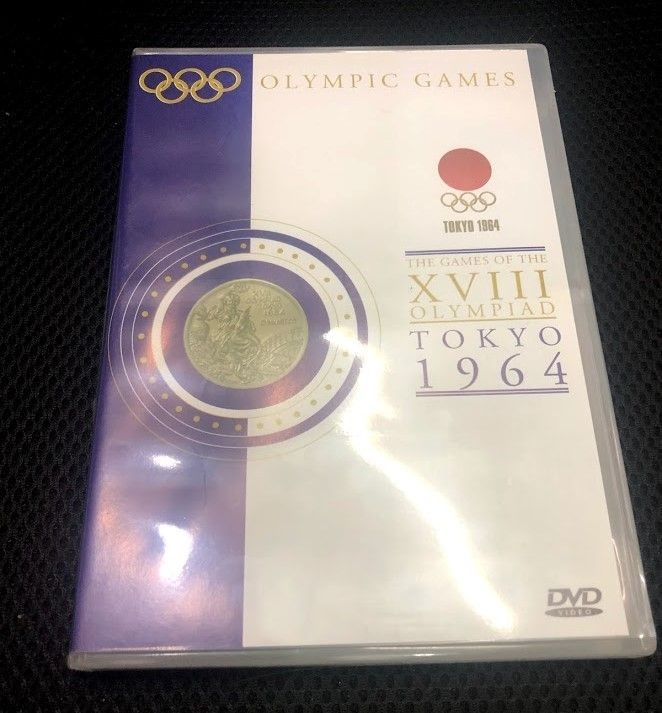 OLYMPIC GAMES
TOKYO 1964
THE GAMES OF THE
XVIII
OLYMPIAD
TOKYO
1964
DVD
VIDEO